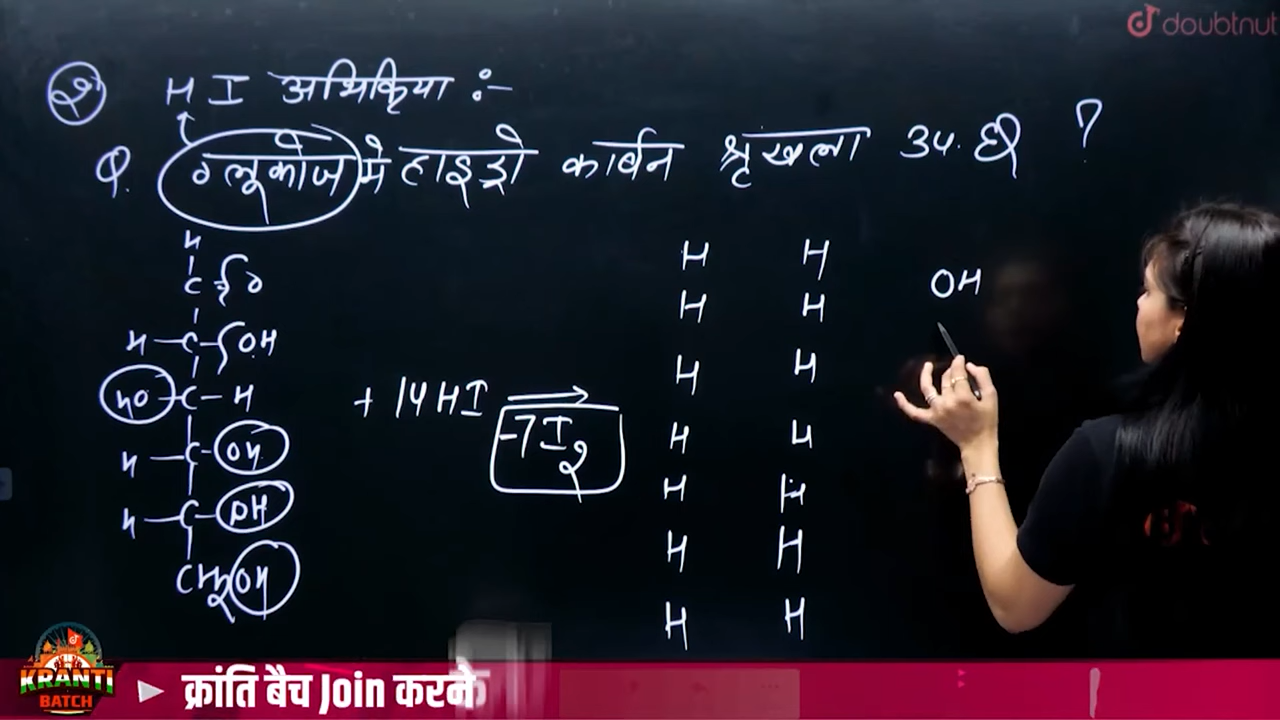 doubtnut
२ HI अभिक्रिया :-
Q. ग्लूकोज मे हाइड्रो कार्बन श्रृखला उप. है ?
H
C O
H C OH
HO C H
H C OH
H C OH
CH2OH
+ 14HI →
-7I2
H H
H H
H H
H H
H H
H H
H H
OH
KRANTI
BATCH
क्रांति बैच Join करके